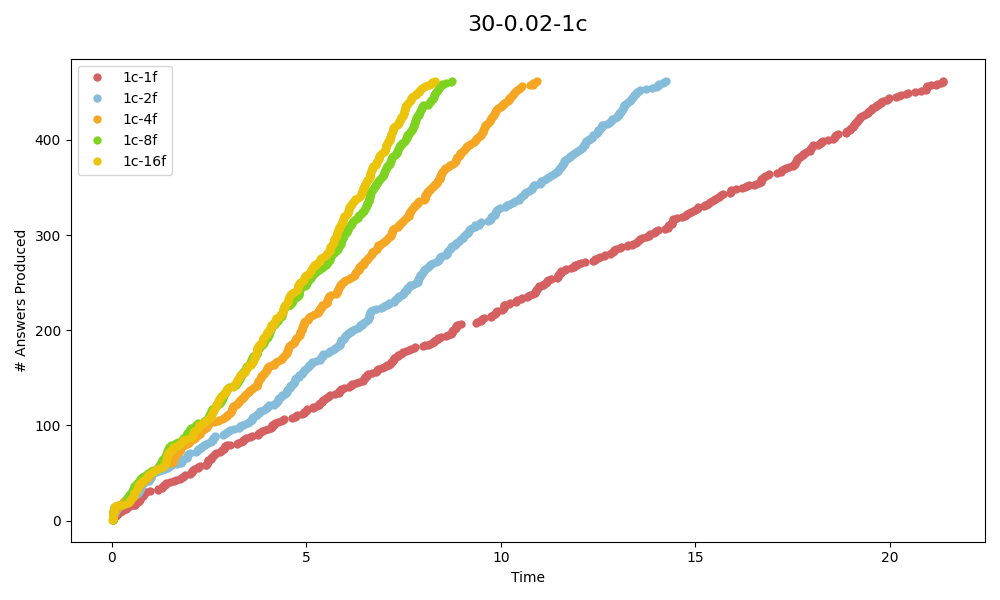 30-0.02-1c
1c-1f
1c-2f
1c-4f
1c-8f
1c-16f
# Answers Produced
400
300
200
100
0
0 5 10 15 20
Time